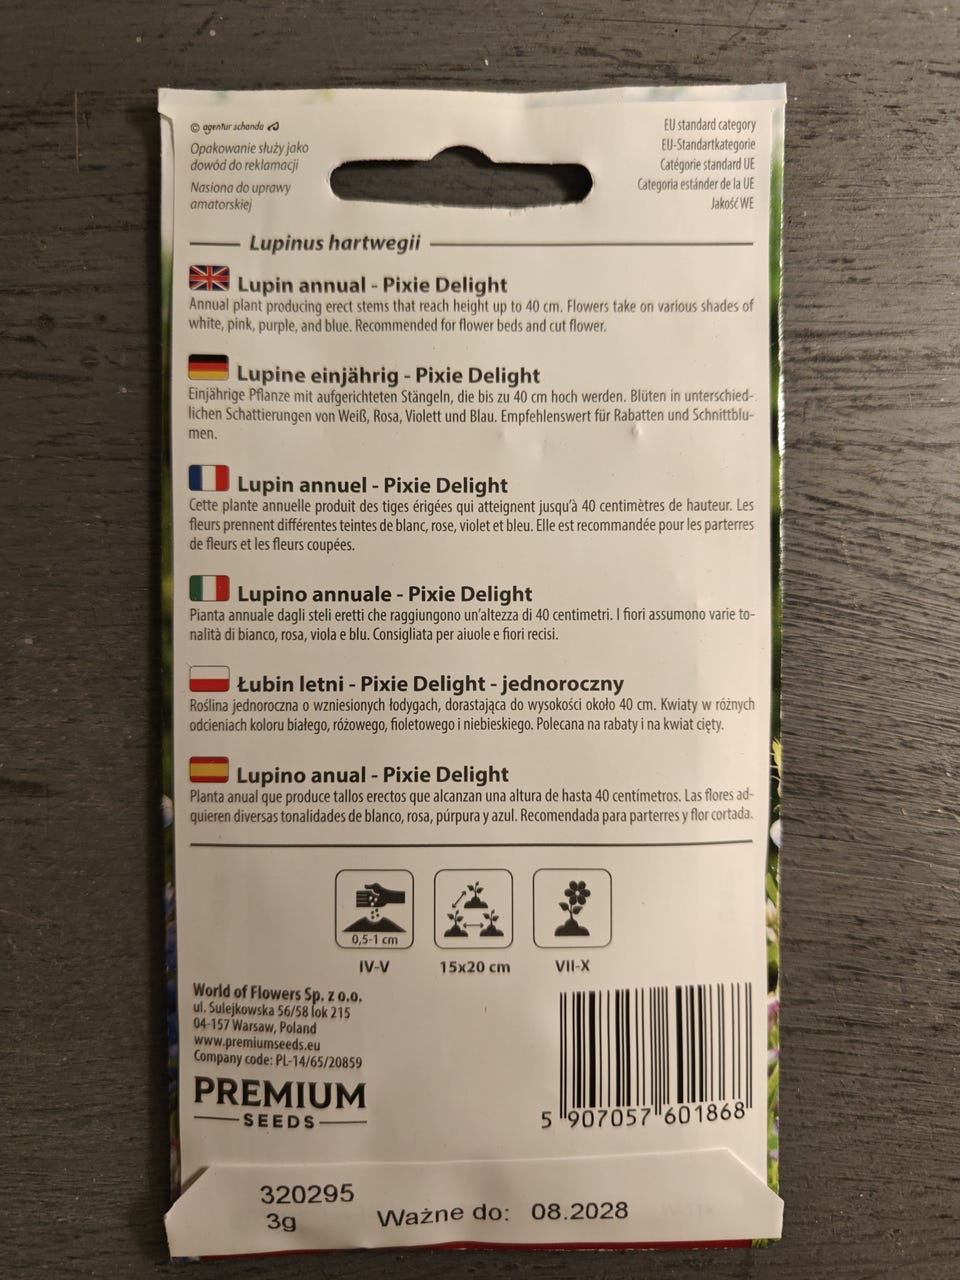 © agentur schanda
Opakowanie służy jako
dowód do reklamacji
Nasiona do uprawy
amatorskiej
EU standard category
EU-Standartkategorie
Catégorie standard UE
Categoria estánder de la UE
Jakość WE
Lupinus hartwegii
Lupin annual - Pixie Delight
Annual plant producing erect stems that reach height up to 40 cm. Flowers take on various shades of
white, pink, purple, and blue. Recommended for flower beds and cut flower.
Lupine einjährig - Pixie Delight
Einjährige Pflanze mit aufgerichteten Stängeln, die bis zu 40 cm hoch werden. Blüten in unterschied-
lichen Schattierungen von Weiß, Rosa, Violett und Blau. Empfehlenswert für Rabatten und Schnittblu-
men.
Lupin annuel - Pixie Delight
Cette plante annuelle produit des tiges érigées qui atteignent jusqu'à 40 centimètres de hauteur. Les
fleurs prennent différentes teintes de blanc, rose, violet et bleu. Elle est recommandée pour les parterres
de fleurs et les fleurs coupées.
Lupino annuale - Pixie Delight
Pianta annuale dagli steli eretti che raggiungono un'altezza di 40 centimetri. I fiori assumono varie to-
nalità di bianco, rosa, viola e blu. Consigliata per aiuole e fiori recisi.
Łubin letni - Pixie Delight - jednoroczny
Roślina jednoroczna o wzniesionych łodygach, dorastająca do wysokości około 40 cm. Kwiaty w różnych
odcieniach koloru białego, różowego, fioletowego i niebieskiego. Polecana na rabaty i na kwiat cięty.
Lupino anual - Pixie Delight
Planta anual que produce tallos erectos que alcanzan una altura de hasta 40 centímetros. Las flores ad-
quieren diversas tonalidades de blanco, rosa, púrpura y azul. Recomendada para parterres y flor cortada.
0,5-1 cm
IV-V
15x20 cm
VII-X
World of Flowers Sp. z o.o.
ul. Sulejkowska 56/58 lok 215
04-157 Warsaw, Poland
www.premiumseeds.eu
Company code: PL-14/65/20859
PREMIUM
SEEDS
5 907057 601868
320295
3g
Ważne do: 08.2028